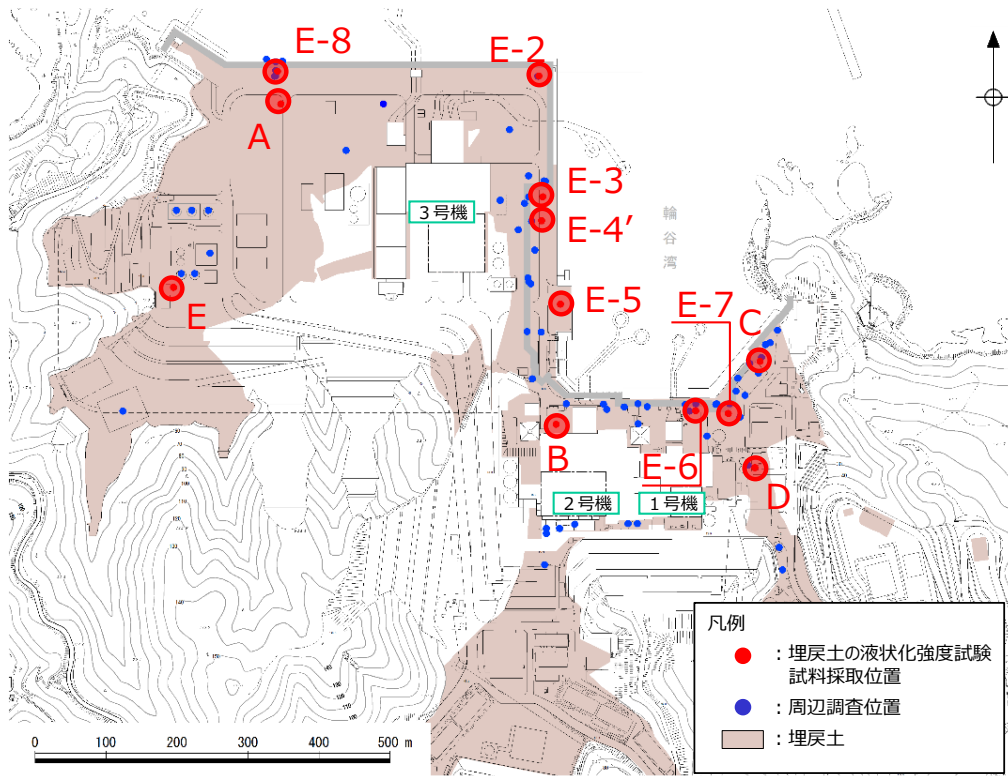 E-8
E-2
A
E-3
3号機
E-4’
輪谷湾
E
E-5
E-7
C
B
E-6
D
2号機
1号機
凡例
：埋戻土の液状化強度試験
試料採取位置
：周辺調査位置
：埋戻土
0 100 200 300 400 500 m